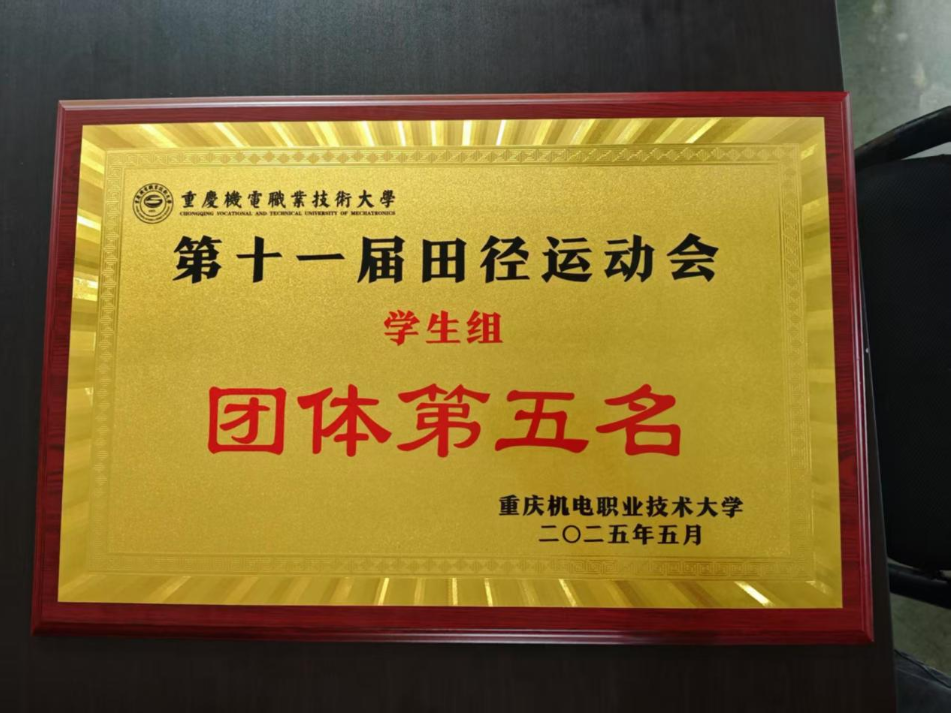 重慶機電職業技術大學
CHONGQING VOCATIONAL AND TECHNICAL UNIVERSITY OF MECHATRONICS
第十一届田径运动会
学生组
团体第五名
重庆机电职业技术大学
二〇二五年五月